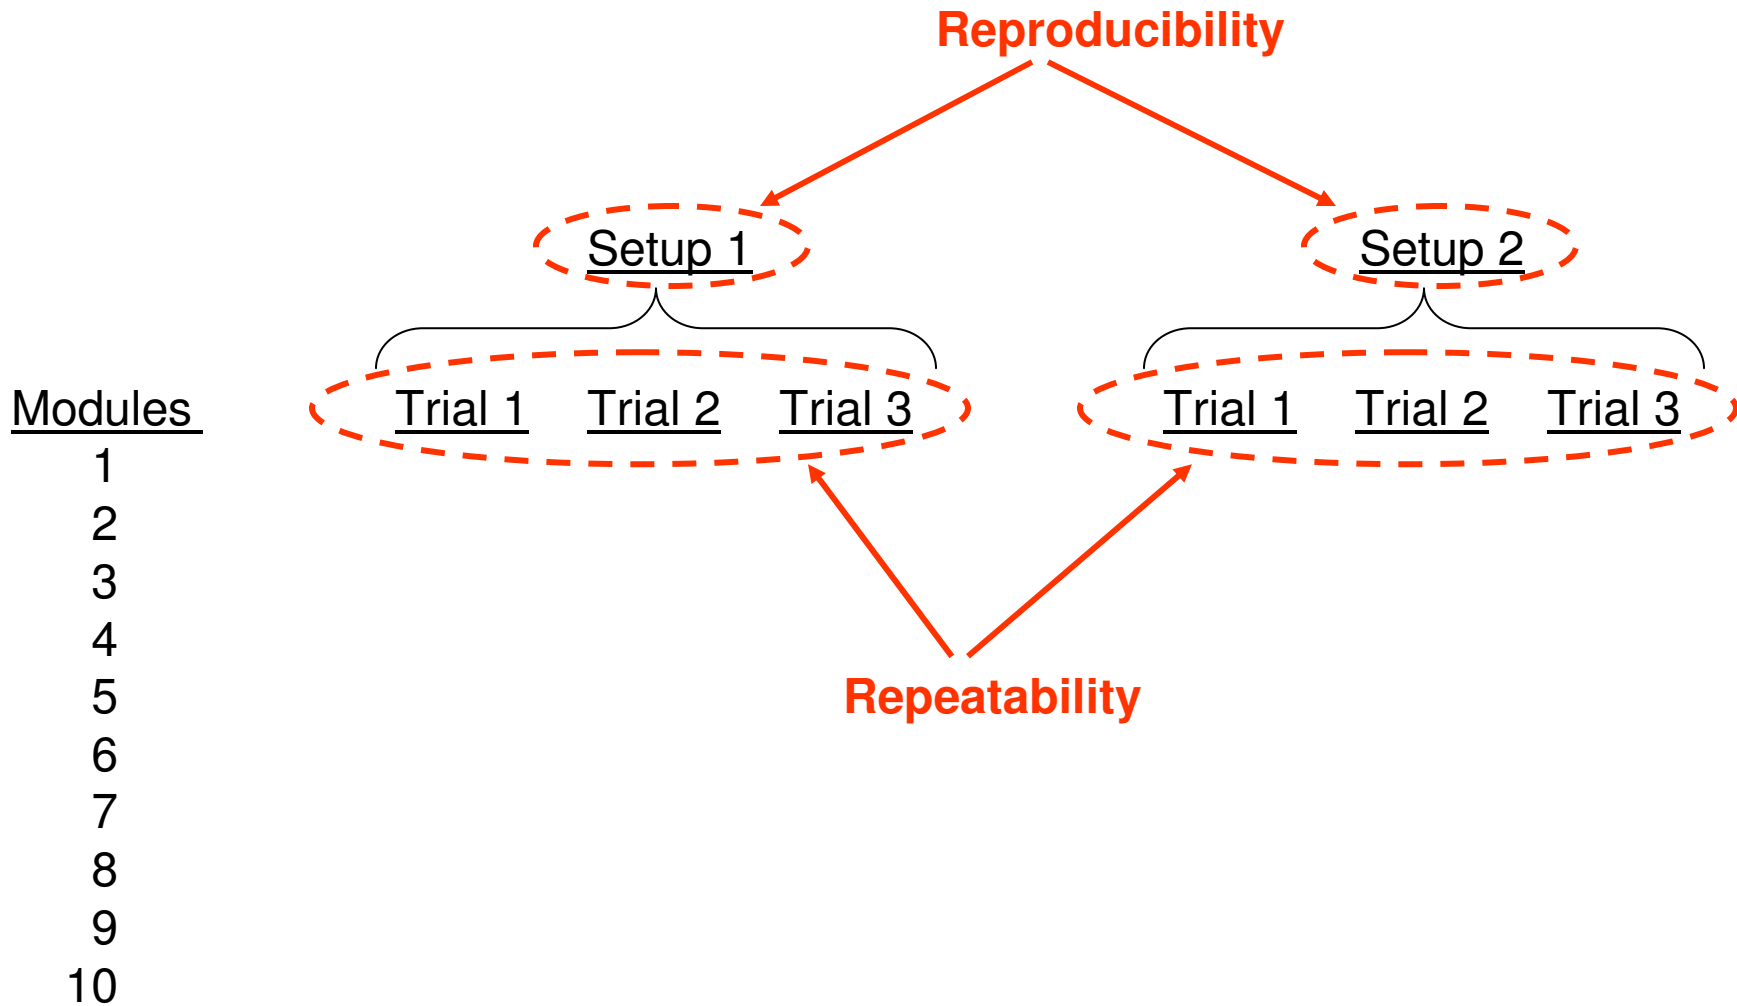 Reproducibility
Setup 1 Setup 2
Modules Trial 1 Trial 2 Trial 3 Trial 1 Trial 2 Trial 3
1
2
3
4
5
Repeatability
6
7
8
9
10